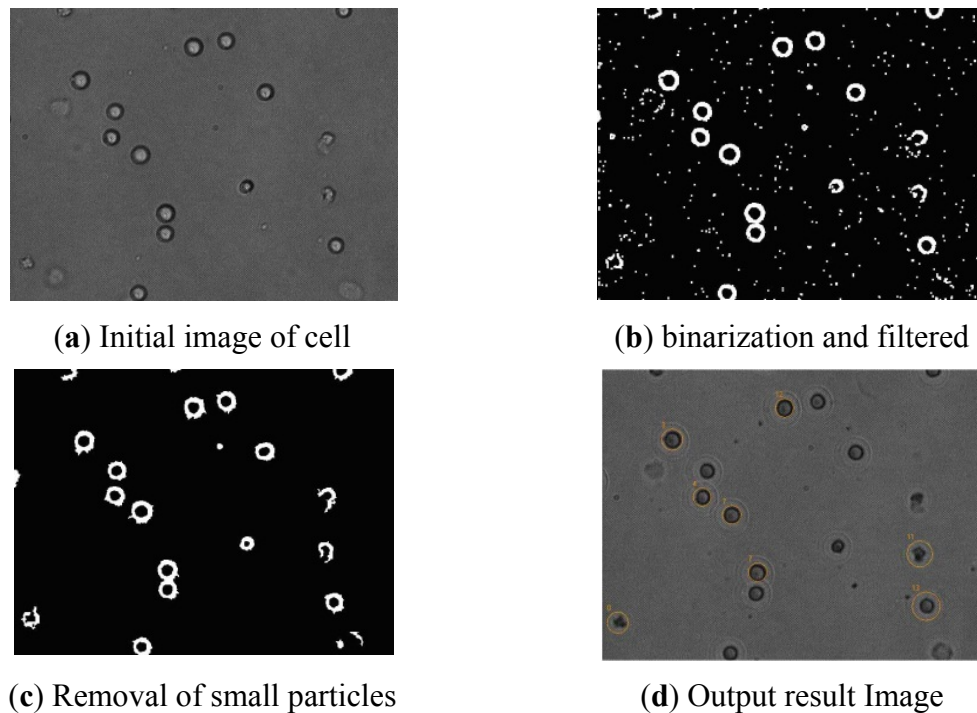 (a) Initial image of cell
(b) binarization and filtered
(c) Removal of small particles
(d) Output result Image